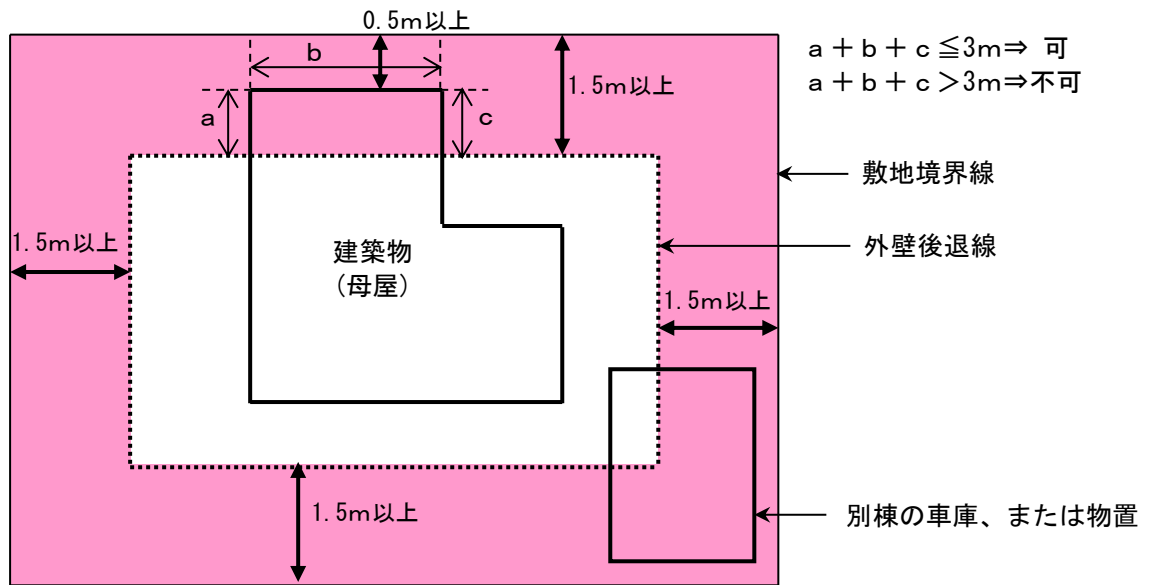 0.5m以上
b
a＋b＋c≦3m⇒ 可
a＋b＋c＞3m⇒不可
1.5m以上
a
c
敷地境界線
1.5m以上
建築物
（母屋）
外壁後退線
1.5m以上
1.5m以上
別棟の車庫、または物置